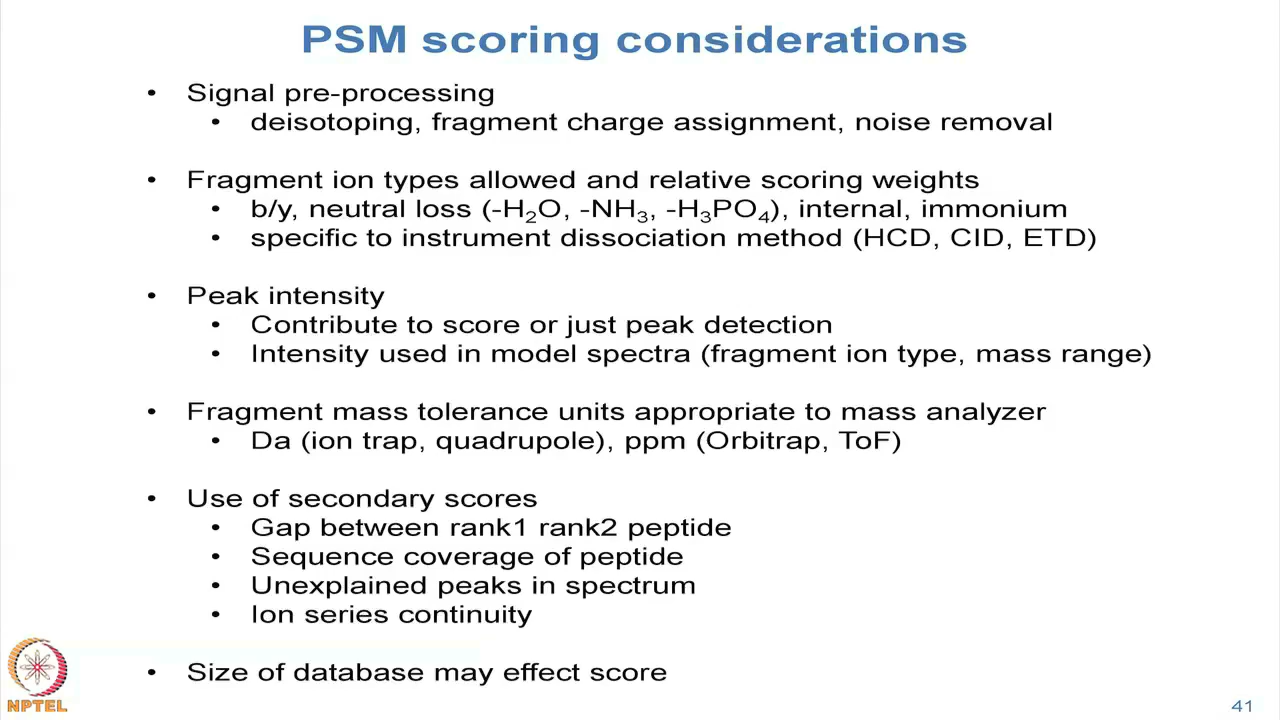 PSM scoring considerations
• Signal pre-processing
• deisotoping, fragment charge assignment, noise removal
• Fragment ion types allowed and relative scoring weights
• b/y, neutral loss (-H₂O, -NH₃, -H₃PO₄), internal, immonium
• specific to instrument dissociation method (HCD, CID, ETD)
• Peak intensity
• Contribute to score or just peak detection
• Intensity used in model spectra (fragment ion type, mass range)
• Fragment mass tolerance units appropriate to mass analyzer
• Da (ion trap, quadrupole), ppm (Orbitrap, ToF)
• Use of secondary scores
• Gap between rank1 rank2 peptide
• Sequence coverage of peptide
• Unexplained peaks in spectrum
• Ion series continuity
• Size of database may effect score
NPTEL
41